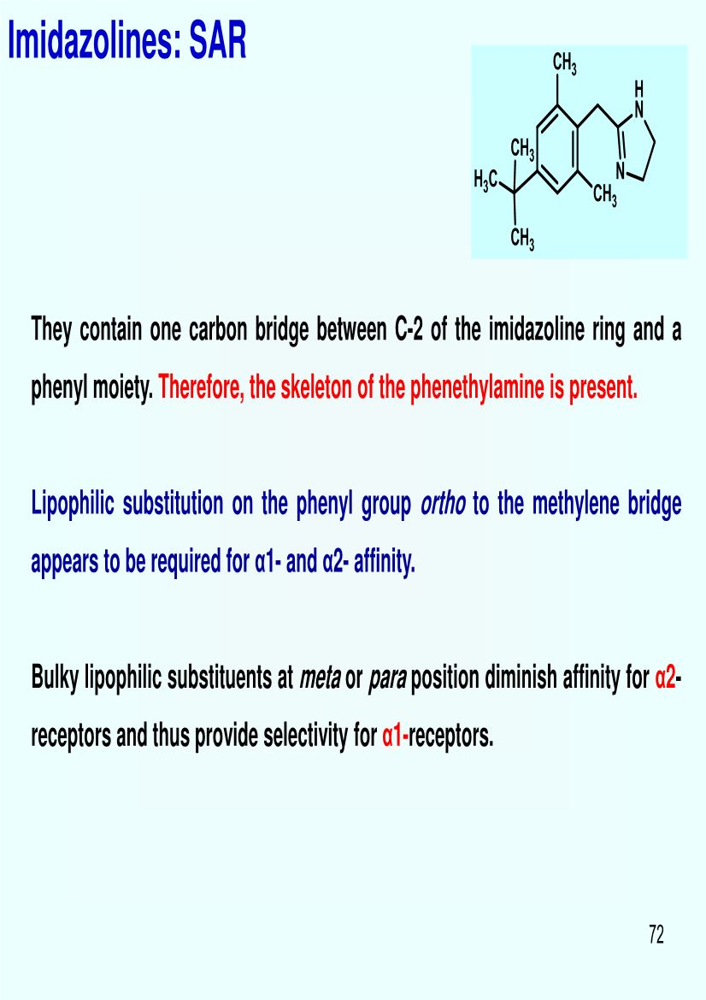 Imidazolines: SAR
CH3
H
N
CH3
H3C
N
CH3
CH3
They contain one carbon bridge between C-2 of the imidazoline ring and a
phenyl moiety. Therefore, the skeleton of the phenethylamine is present.
Lipophilic substitution on the phenyl group ortho to the methylene bridge
appears to be required for α1- and α2- affinity.
Bulky lipophilic substituents at meta or para position diminish affinity for α2-
receptors and thus provide selectivity for α1-receptors.
72